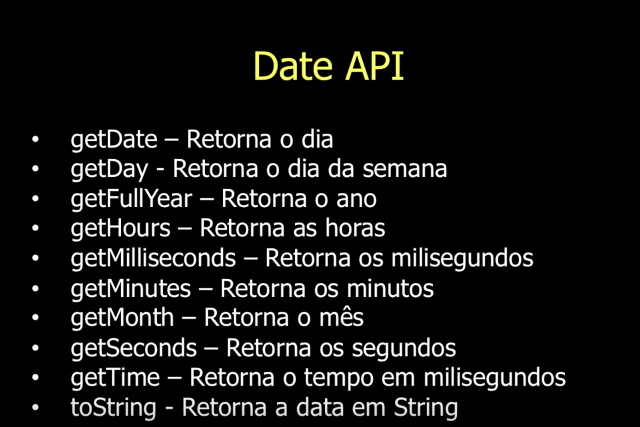 Date API
• getDate – Retorna o dia
• getDay - Retorna o dia da semana
• getFullYear – Retorna o ano
• getHours – Retorna as horas
• getMilliseconds – Retorna os milisegundos
• getMinutes – Retorna os minutos
• getMonth – Retorna o mês
• getSeconds – Retorna os segundos
• getTime – Retorna o tempo em milisegundos
• toString - Retorna a data em String